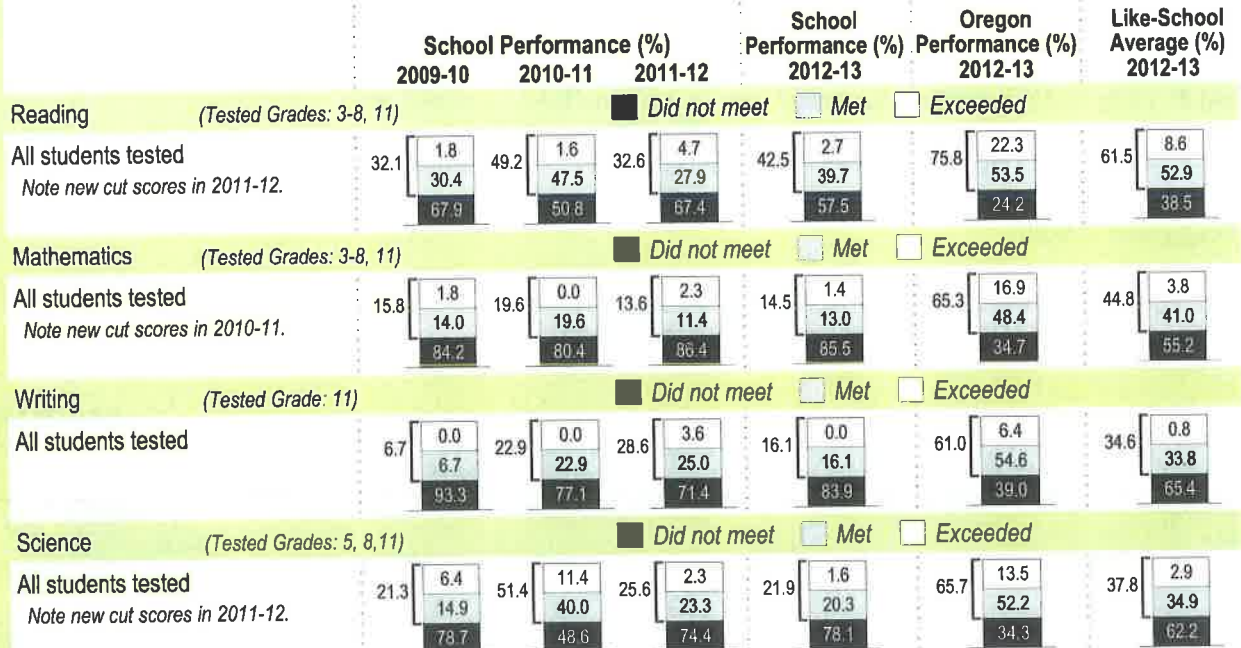 School Performance (%) School Performance (%) Oregon Performance (%) Like-School Average (%)
2009-10 2010-11 2011-12 2012-13 2012-13 2012-13
Reading (Tested Grades: 3-8, 11) Did not meet Met Exceeded
All students tested
Note new cut scores in 2011-12.
32.1 1.8 49.2 1.6 32.6 4.7 42.5 2.7 75.8 22.3 61.5 8.6
30.4 47.5 27.9 39.7 53.5 52.9
67.9 50.8 67.4 57.5 24.2 38.5
Mathematics (Tested Grades: 3-8, 11) Did not meet Met Exceeded
All students tested
Note new cut scores in 2010-11.
15.8 1.8 19.6 0.0 13.6 2.3 14.5 1.4 65.3 16.9 44.8 3.8
14.0 19.6 11.4 13.0 48.4 41.0
84.2 80.4 86.4 85.5 34.7 55.2
Writing (Tested Grade: 11) Did not meet Met Exceeded
All students tested
6.7 0.0 22.9 0.0 28.6 3.6 16.1 0.0 61.0 6.4 34.6 0.8
6.7 22.9 25.0 16.1 54.6 33.8
93.3 77.1 71.4 83.9 39.0 65.4
Science (Tested Grades: 5, 8,11) Did not meet Met Exceeded
All students tested
Note new cut scores in 2011-12.
21.3 6.4 51.4 11.4 25.6 2.3 21.9 1.6 65.7 13.5 37.8 2.9
14.9 40.0 23.3 20.3 52.2 34.9
78.7 48.6 74.4 78.1 34.3 62.2